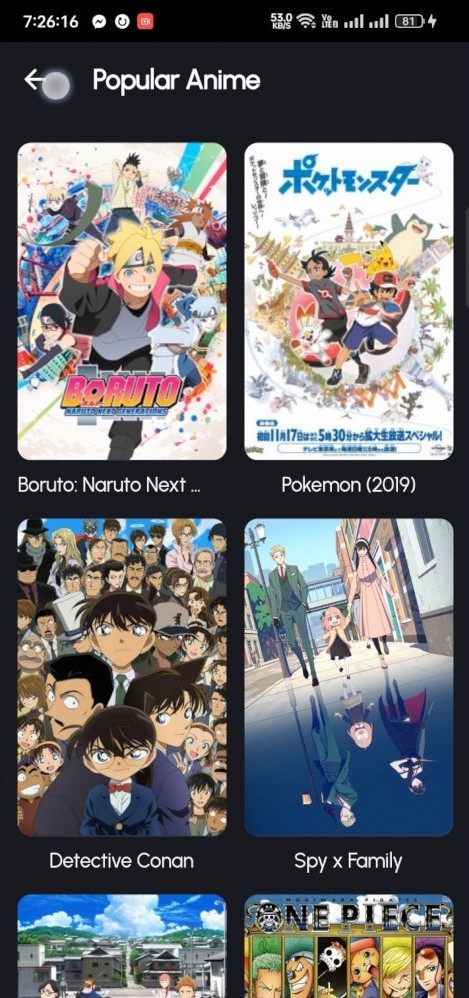 7:26:16
53.0
KB/S
Vo
LTE
81
Popular Anime
ポケットモンスター
BORUTO
NARUTO NEXT GENERATIONS
初回11月17日は夕方5時30分から拡大生放送スペシャル!
Boruto: Naruto Next ...
Pokemon (2019)
Detective Conan
Spy x Family
ONE PIECE